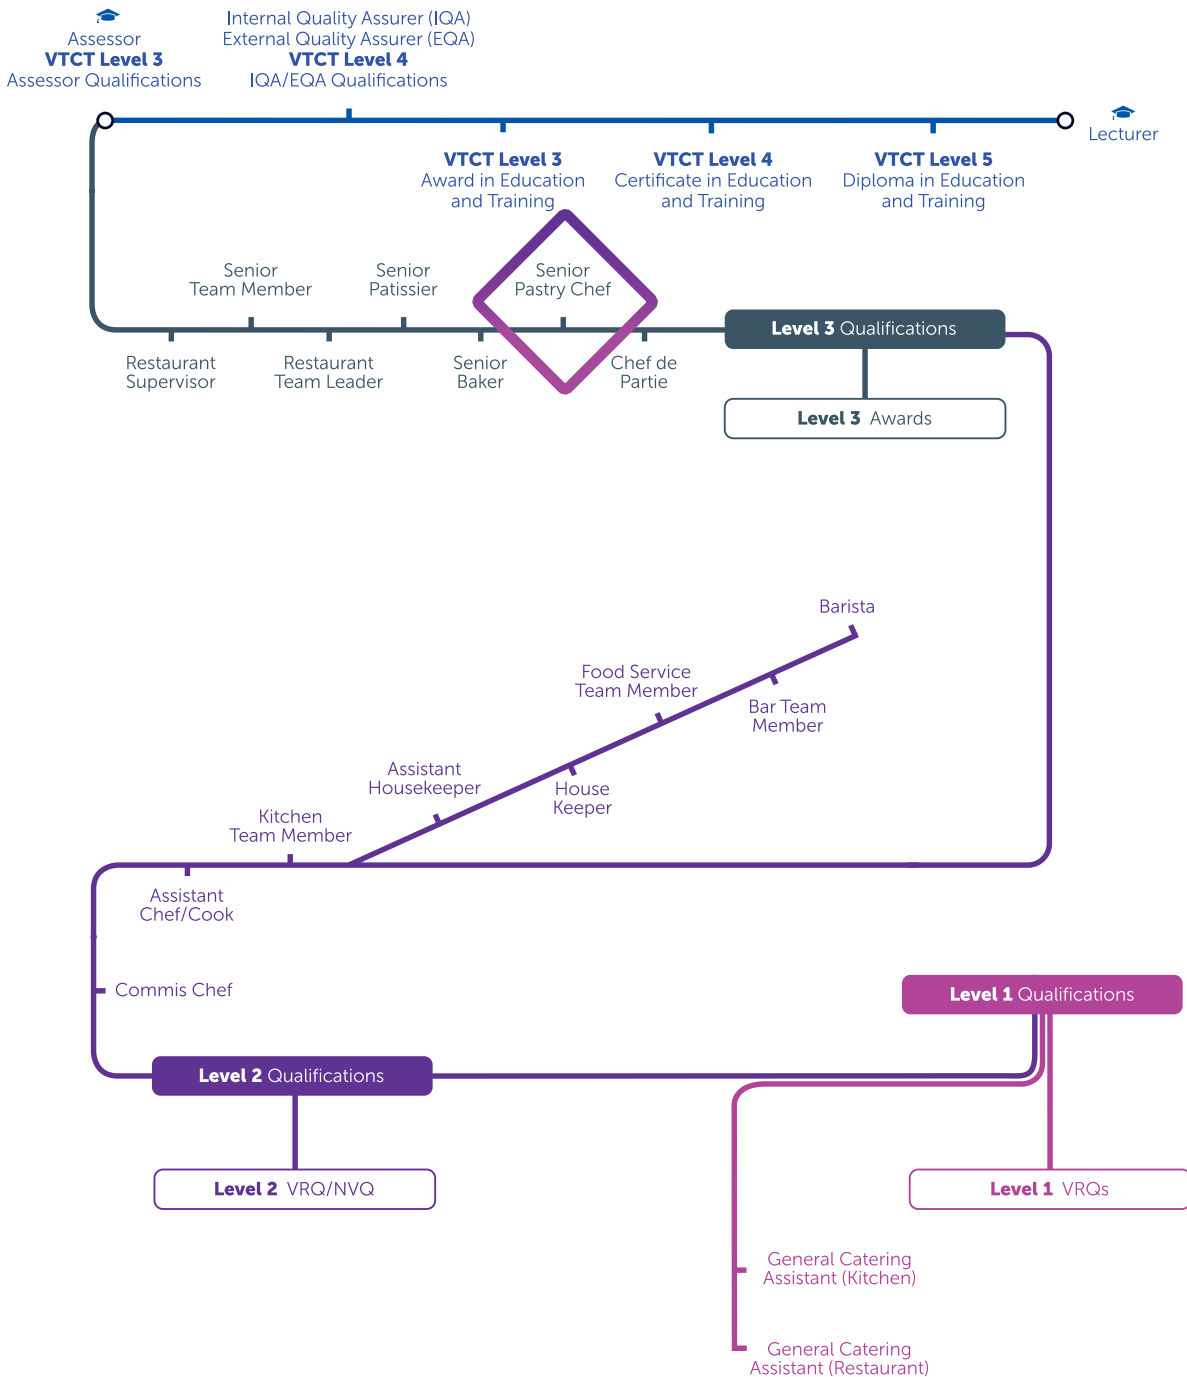 Assessor
VTCT Level 3
Assessor Qualifications
Internal Quality Assurer (IQA)
External Quality Assurer (EQA)
VTCT Level 4
IQA/EQA Qualifications
Lecturer
VTCT Level 3
Award in Education
and Training
VTCT Level 4
Certificate in Education
and Training
VTCT Level 5
Diploma in Education
and Training
Senior
Team Member
Senior
Patissier
Senior
Pastry Chef
Restaurant
Supervisor
Restaurant
Team Leader
Senior
Baker
Chef de
Partie
Level 3 Qualifications
Level 3 Awards
Barista
Food Service
Team Member
Bar Team
Member
Assistant
Housekeeper
House
Keeper
Kitchen
Team Member
Assistant
Chef/Cook
Commis Chef
Level 1 Qualifications
Level 2 Qualifications
Level 2 VRQ/NVQ
Level 1 VRQs
General Catering
Assistant (Kitchen)
General Catering
Assistant (Restaurant)